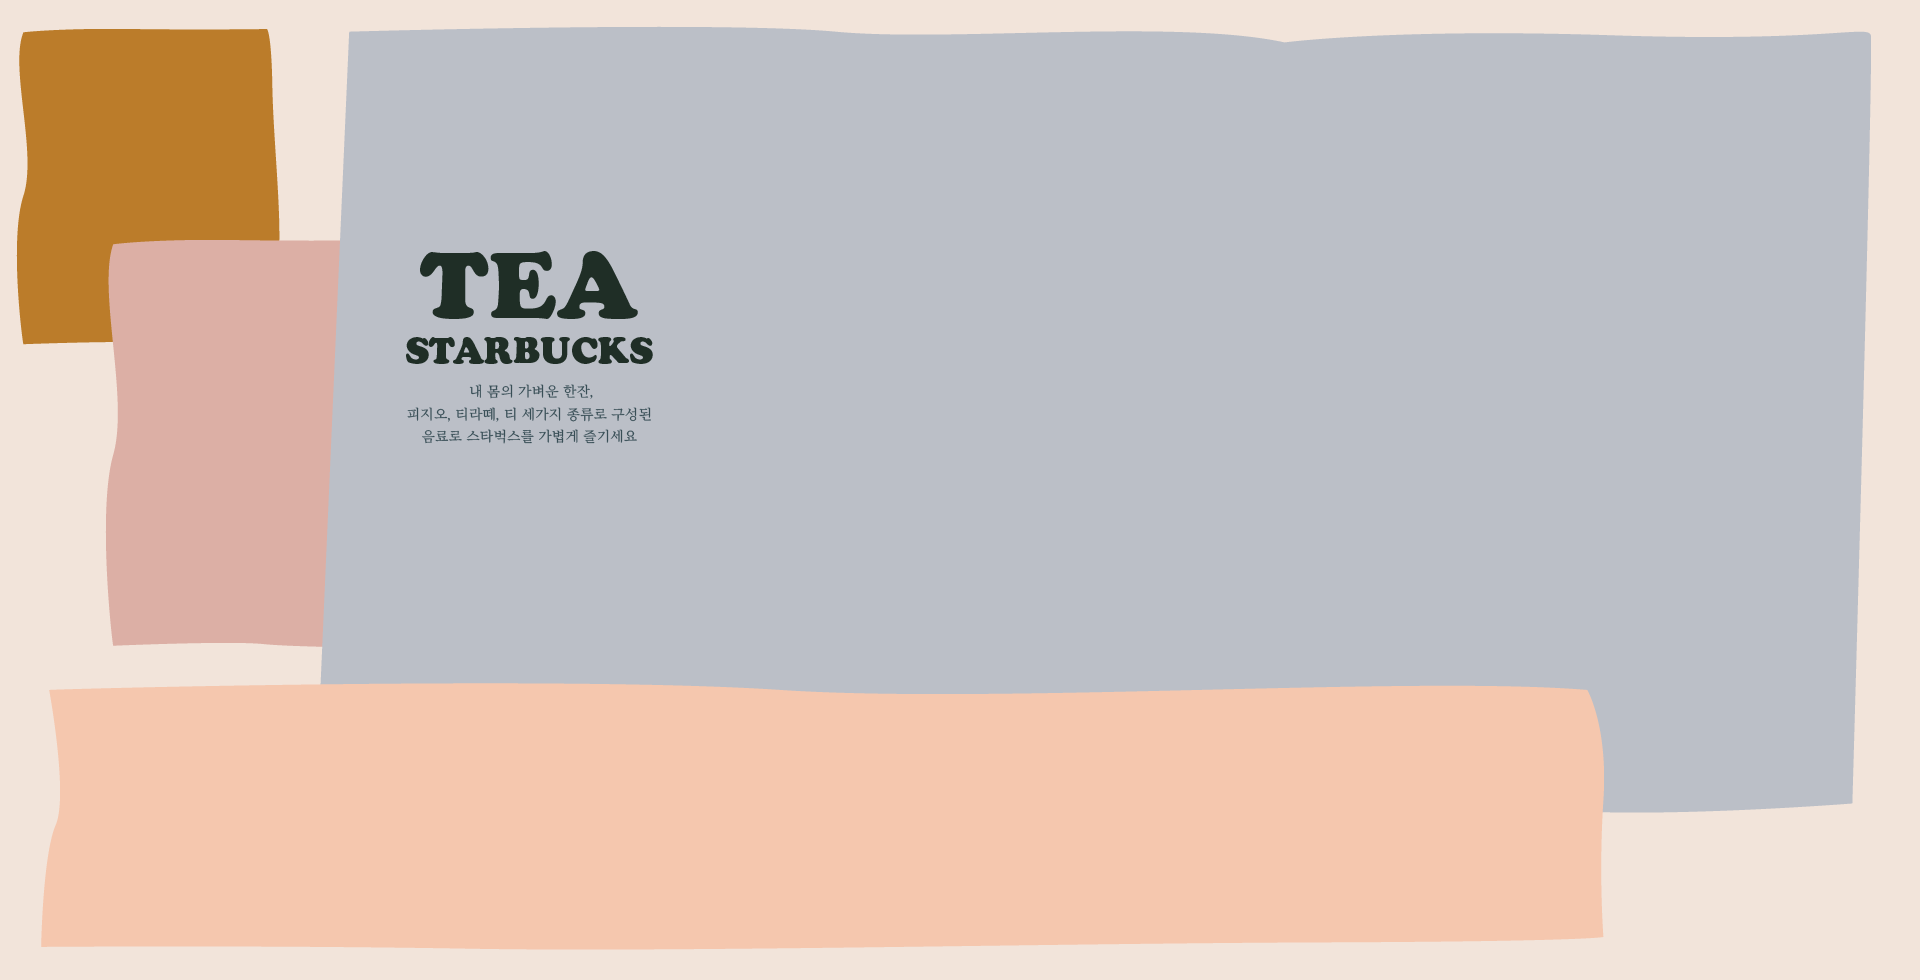 TEA
STARBUCKS
내 몸의 가벼운 한잔,
피지오, 티라떼, 티 세가지 종류로 구성된
음료로 스타벅스를 가볍게 즐기세요